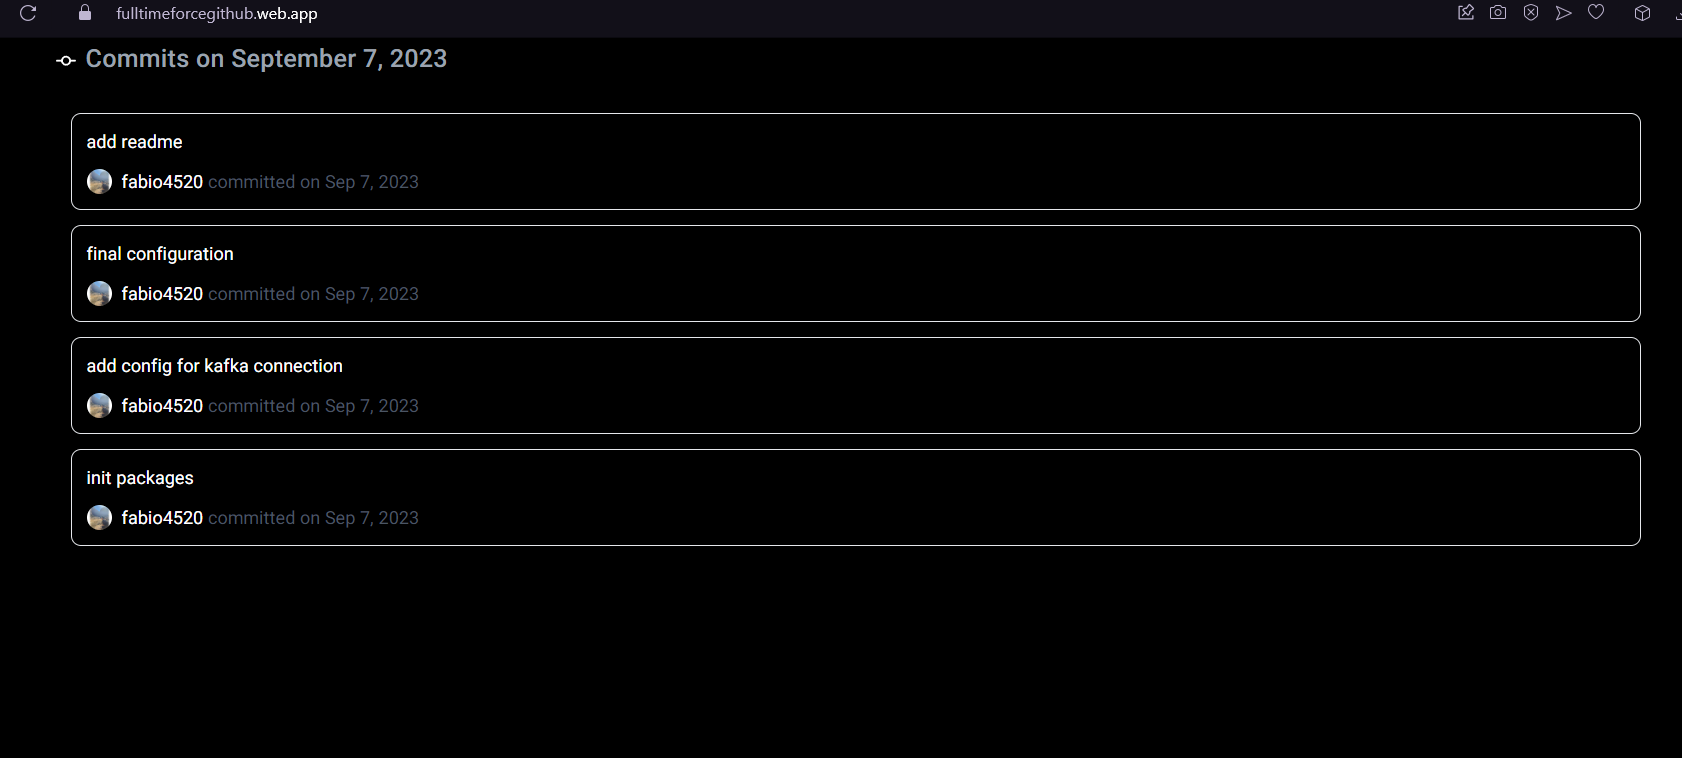 fulltimeforcegithub.web.app
Commits on September 7, 2023
add readme
fabio4520 committed on Sep 7, 2023
final configuration
fabio4520 committed on Sep 7, 2023
add config for kafka connection
fabio4520 committed on Sep 7, 2023
init packages
fabio4520 committed on Sep 7, 2023